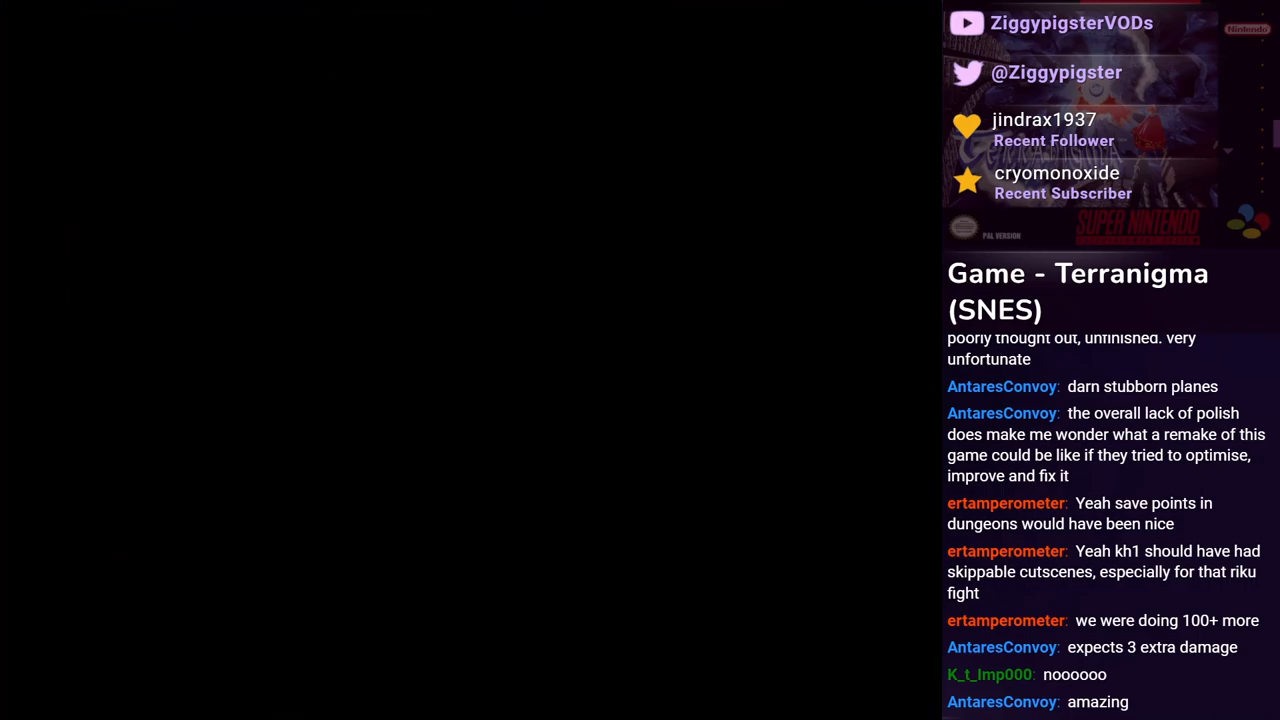 ZiggypigsterVODs
Nintendo
@Ziggypigster
jindrax1937
Recent Follower
cryomonoxide
Recent Subscriber
PAL VERSION
SUPER NINTENDO
Game - Terranigma
(SNES)
poorly thought out, unfinished. very
unfortunate
AntaresConvoy: darn stubborn planes
AntaresConvoy: the overall lack of polish
does make me wonder what a remake of this
game could be like if they tried to optimise,
improve and fix it
ertamperometer: Yeah save points in
dungeons would have been nice
ertamperometer: Yeah kh1 should have had
skippable cutscenes, especially for that riku
fight
ertamperometer: we were doing 100+ more
AntaresConvoy: expects 3 extra damage
K_t_Imp000: noooooo
AntaresConvoy: amazing